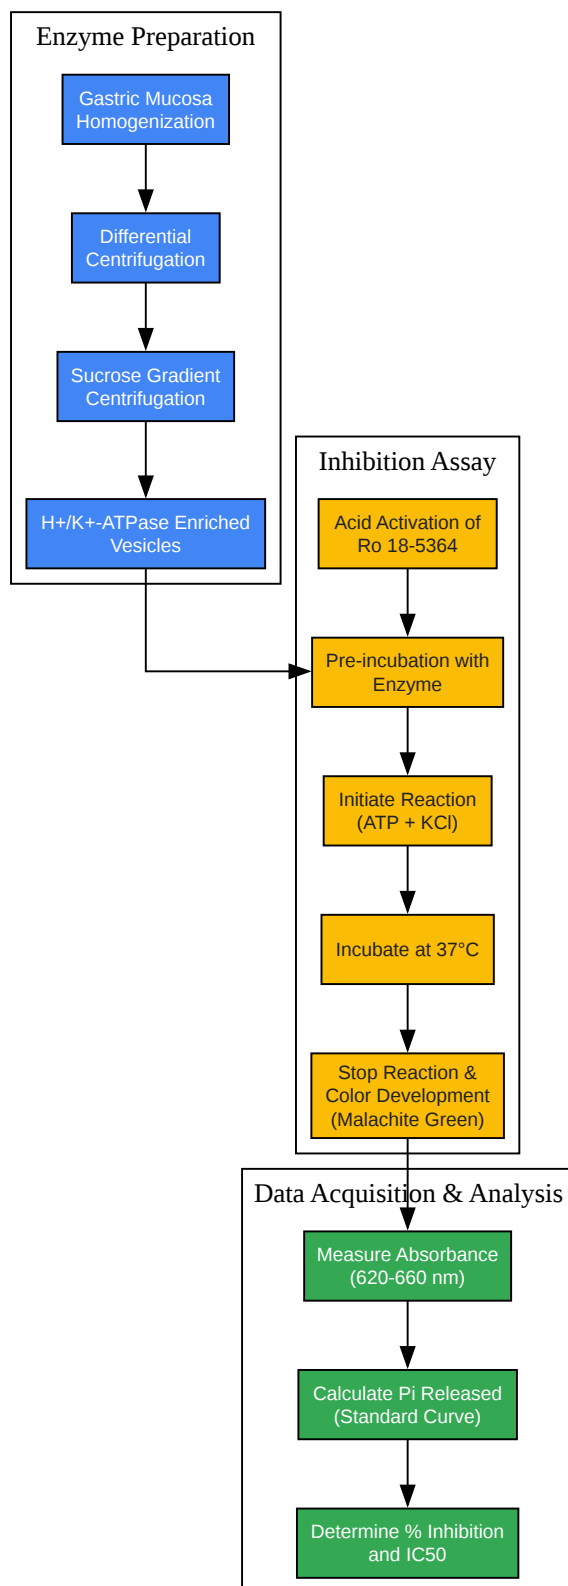 Enzyme Preparation
Gastric Mucosa
Homogenization
Differential
Centrifugation
Sucrose Gradient
Centrifugation
H+/K+-ATPase Enriched
Vesicles
Inhibition Assay
Acid Activation of
Ro 18-5364
Pre-incubation with
Enzyme
Initiate Reaction
(ATP + KCl)
Incubate at 37°C
Stop Reaction &
Color Development
(Malachite Green)
Data Acquisition & Analysis
Measure Absorbance
(620-660 nm)
Calculate Pi Released
(Standard Curve)
Determine % Inhibition
and IC50